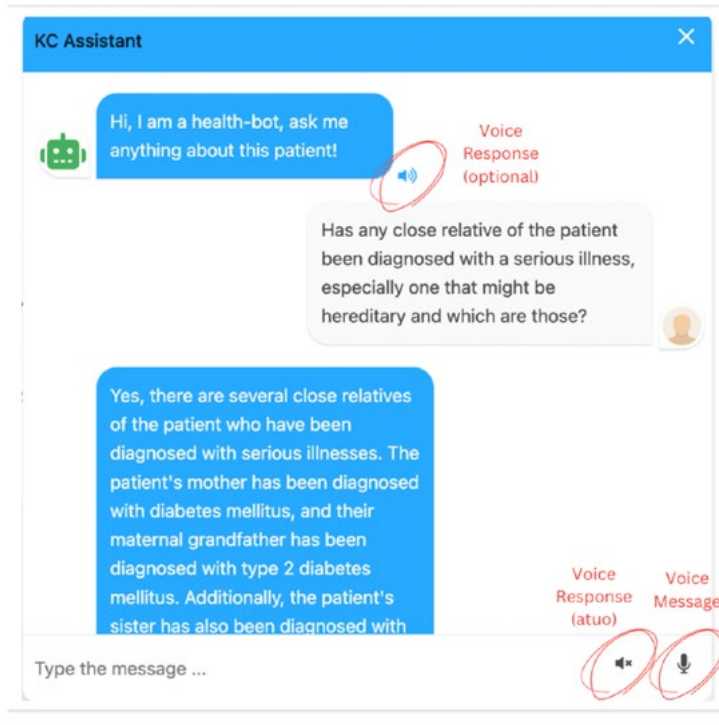 KC Assistant
Hi, I am a health-bot, ask me
anything about this patient!
Voice
Response
(optional)
Has any close relative of the patient
been diagnosed with a serious illness,
especially one that might be
hereditary and which are those?
Yes, there are several close relatives
of the patient who have been
diagnosed with serious illnesses. The
patient's mother has been diagnosed
with diabetes mellitus, and their
maternal grandfather has been
diagnosed with type 2 diabetes
mellitus. Additionally, the patient's
sister has also been diagnosed with
Voice
Response
(atuo)
Voice
Message
Type the message ...